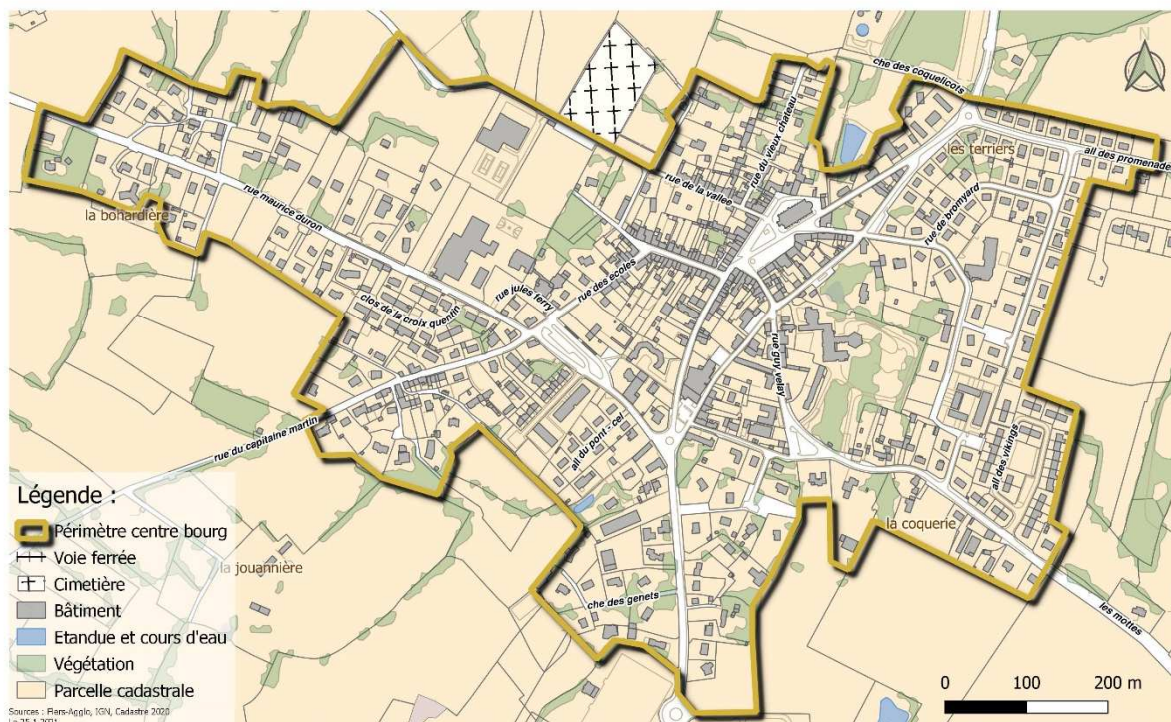 N
che des coquelicots
les terriers
all des promenade
rue du vieux chateau
rue de la vallee
rue de bromyard
la bohardière
rue maurice duron
rue des ecoles
rue jules ferry
clos de la croix quentin
rue guy velay
rue du capitaine martin
all du pont - cel
all des vikings
la coquerie
la jouannière
che des genets
les mottes
Légende :
Périmètre centre bourg
Voie ferrée
Cimetière
Bâtiment
Etandue et cours d'eau
Végétation
Parcelle cadastrale
Sources : Flers-Agglo, IGN, Cadastre 2020
0 100 200 m